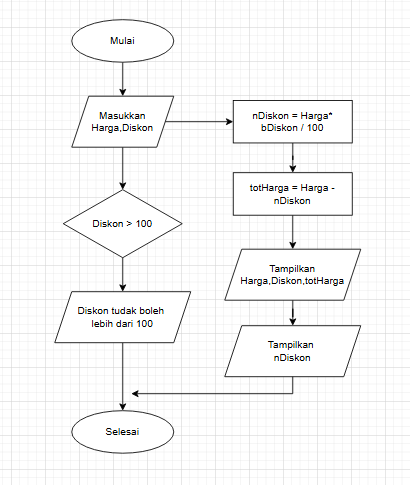 Mulai
Masukkan
Harga,Diskon
nDiskon = Harga*
bDiskon / 100
totHarga = Harga -
nDiskon
Diskon > 100
Tampilkan
Harga,Diskon,totHarga
Diskon tudak boleh
lebih dari 100
Tampilkan
nDiskon
Selesai